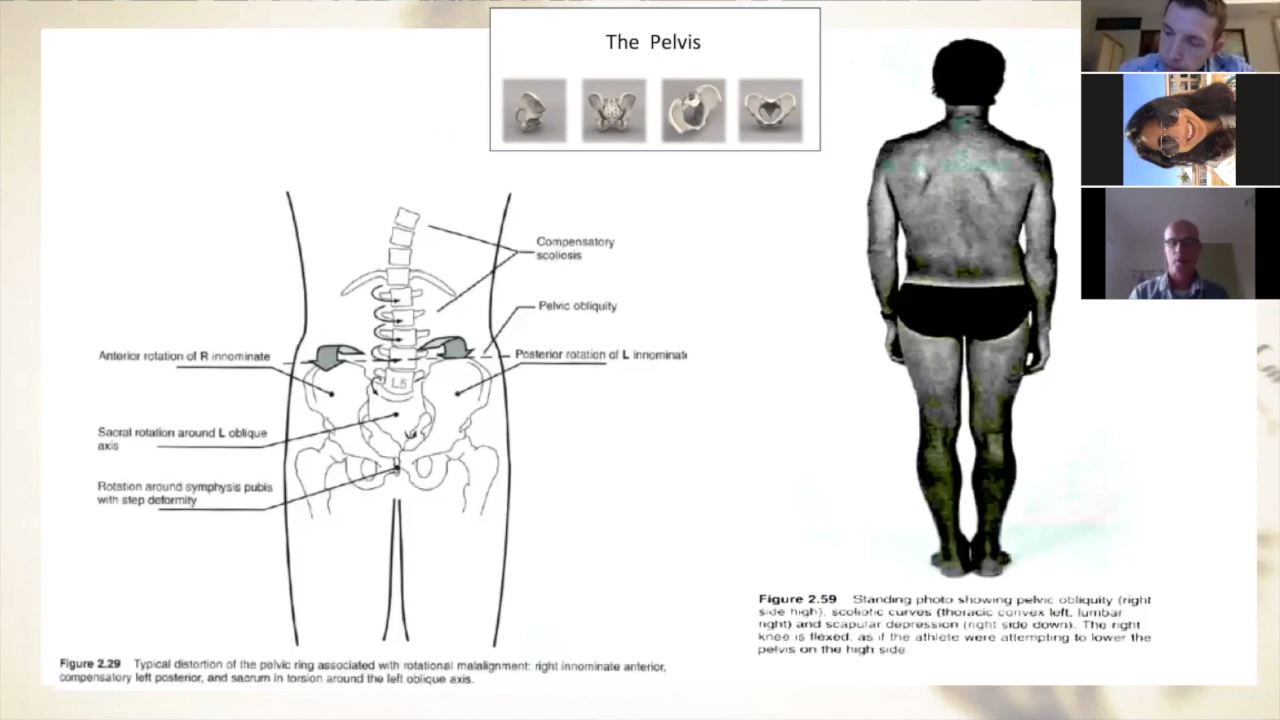 The Pelvis
Compensatory
scoliosis
Pelvic obliquity
Anterior rotation of R innominate
Posterior rotation of L innominat
L5
Sacral rotation around L oblique
axis
Rotation around symphysis pubis
with step deformity
Figure 2.29 Typical distortion of the pelvic ring associated with rotational malalignment: right innominate anterior,
compensatory left posterior, and sacrum in torsion around the left oblique axis.
Figure 2.59 Standing photo showing pelvic obliquity (right
side high), scoliotic curves (thoracic convex left, lumbar
right) and scapular depression (right side down). The right
knee is flexed, as if the athlete were attempting to lower the
pelvis on the high side.